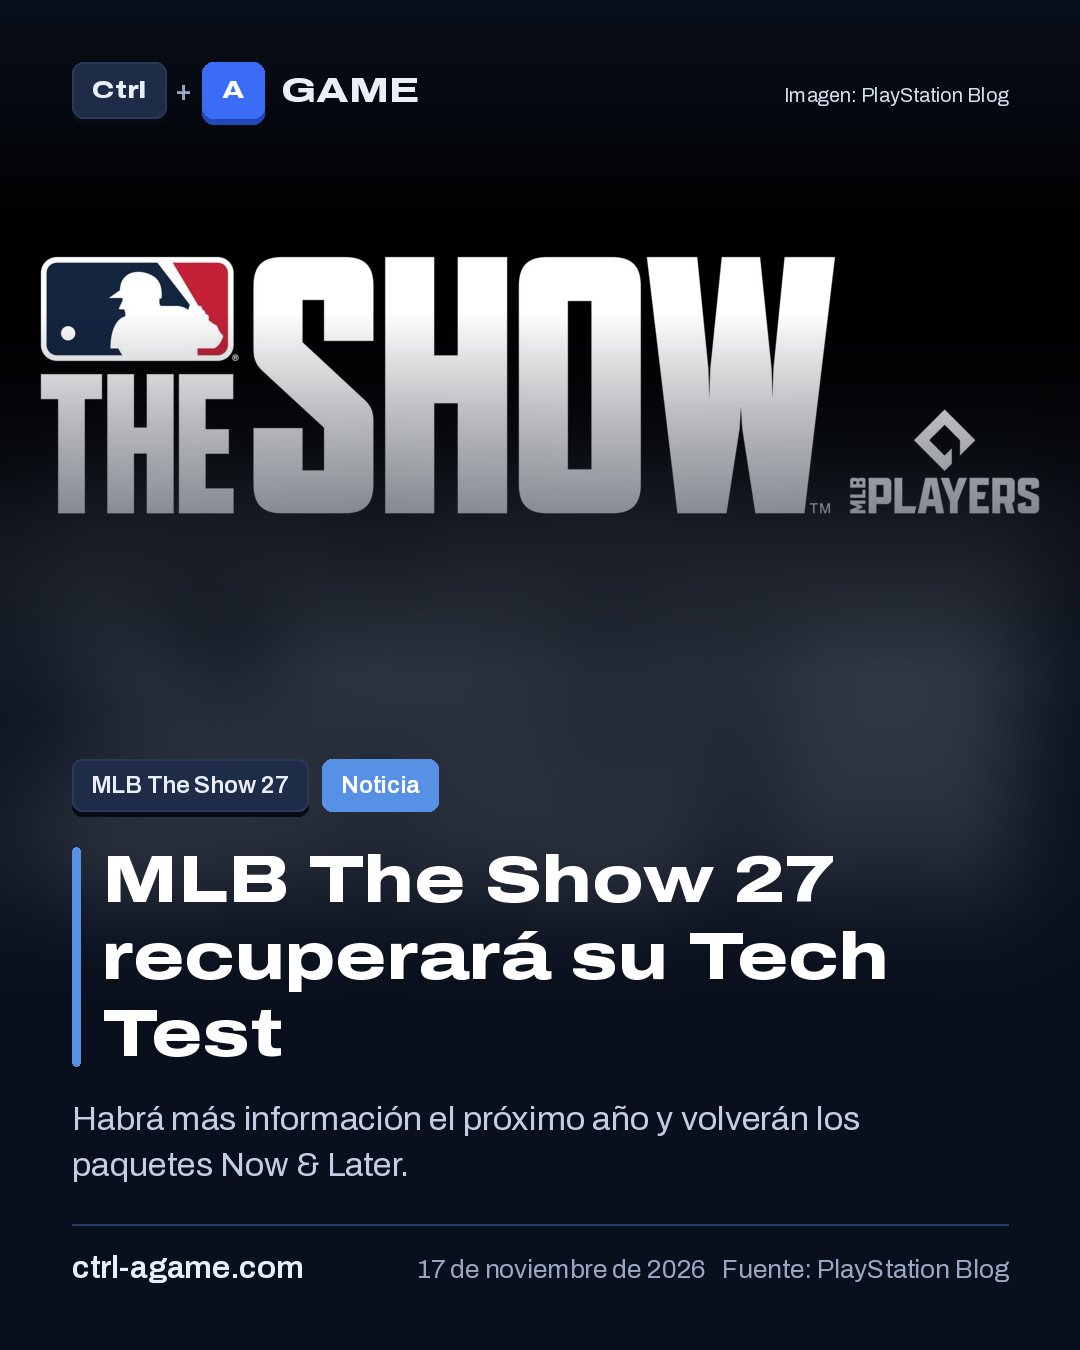 Ctrl + A GAME
Imagen: PlayStation Blog
THE SHOW™
MLB PLAYERS
MLB The Show 27
Noticia
MLB The Show 27
recuperará su Tech
Test
Habrá más información el próximo año y volverán los
paquetes Now & Later.
ctrl-agame.com
17 de noviembre de 2026 Fuente: PlayStation Blog